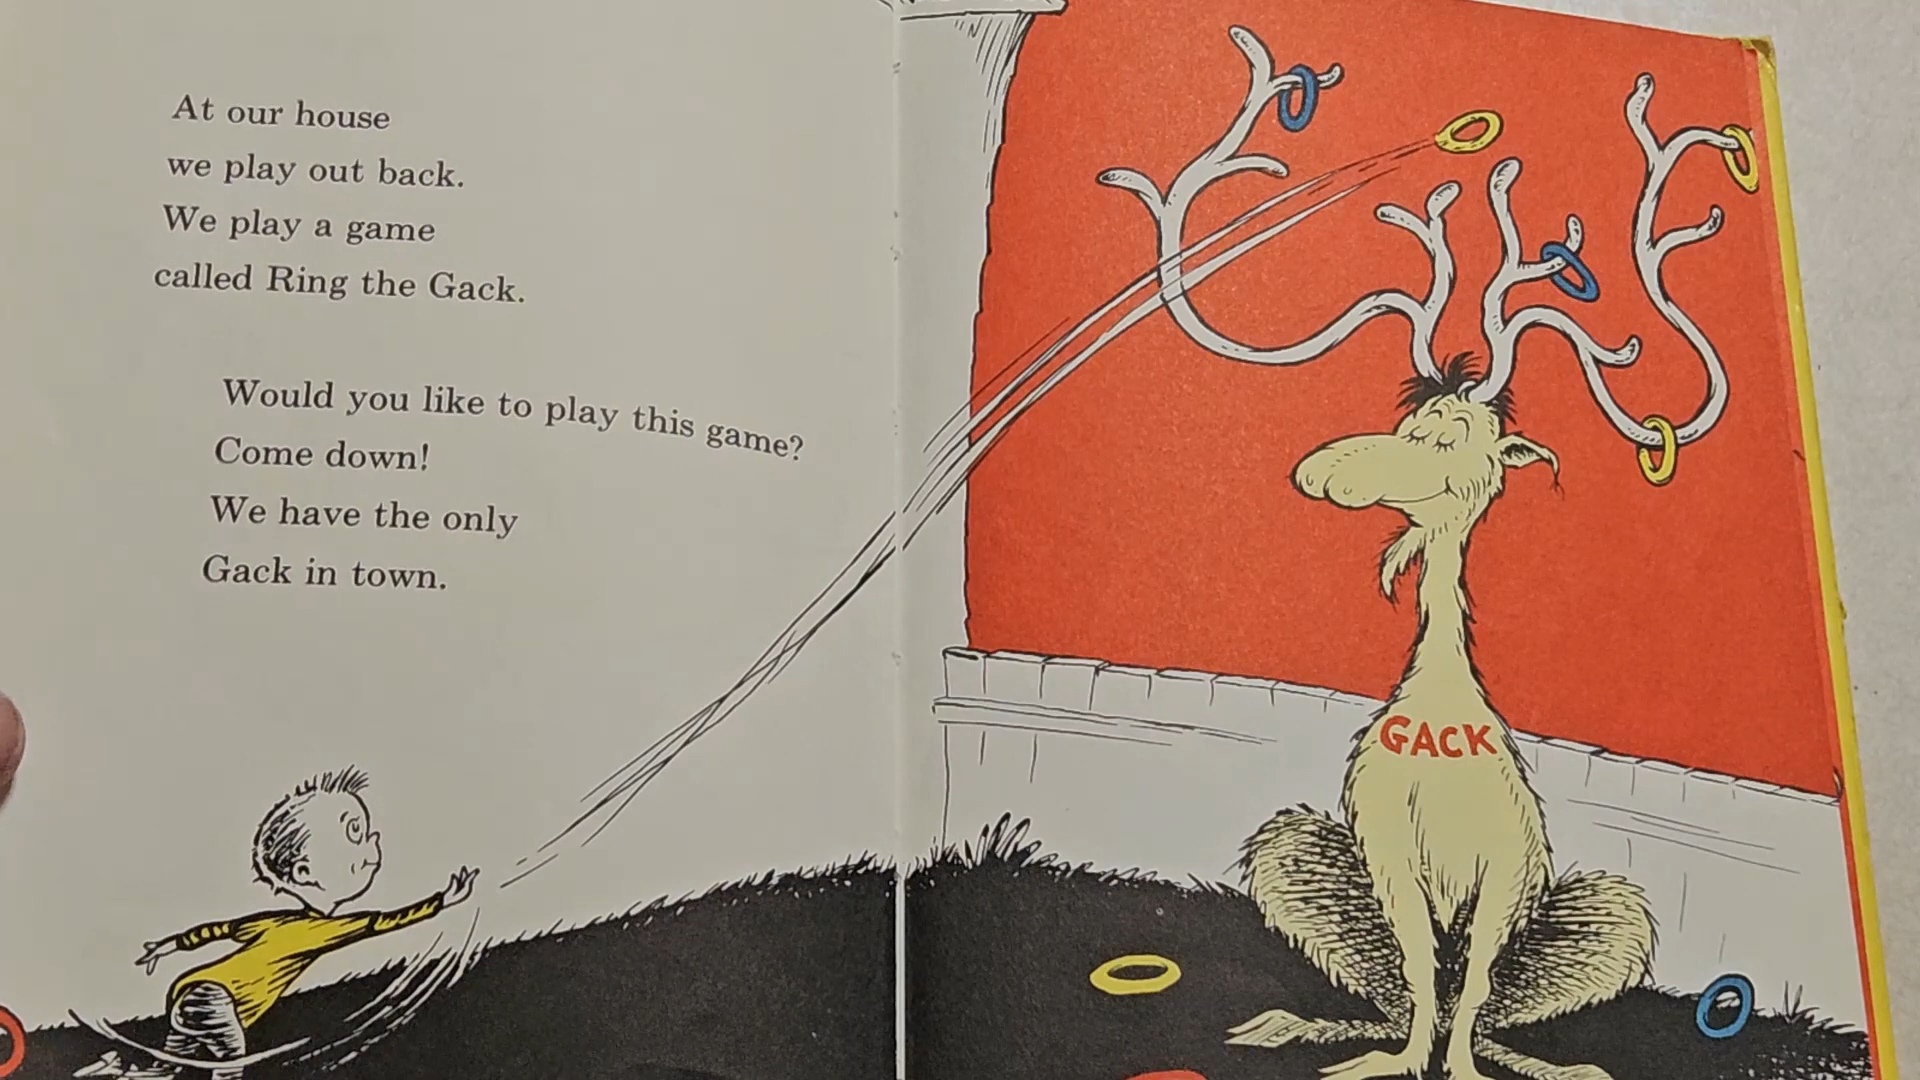 At our house
we play out back.
We play a game
called Ring the Gack.
Would you like to play this game?
Come down!
We have the only
Gack in town.
GACK